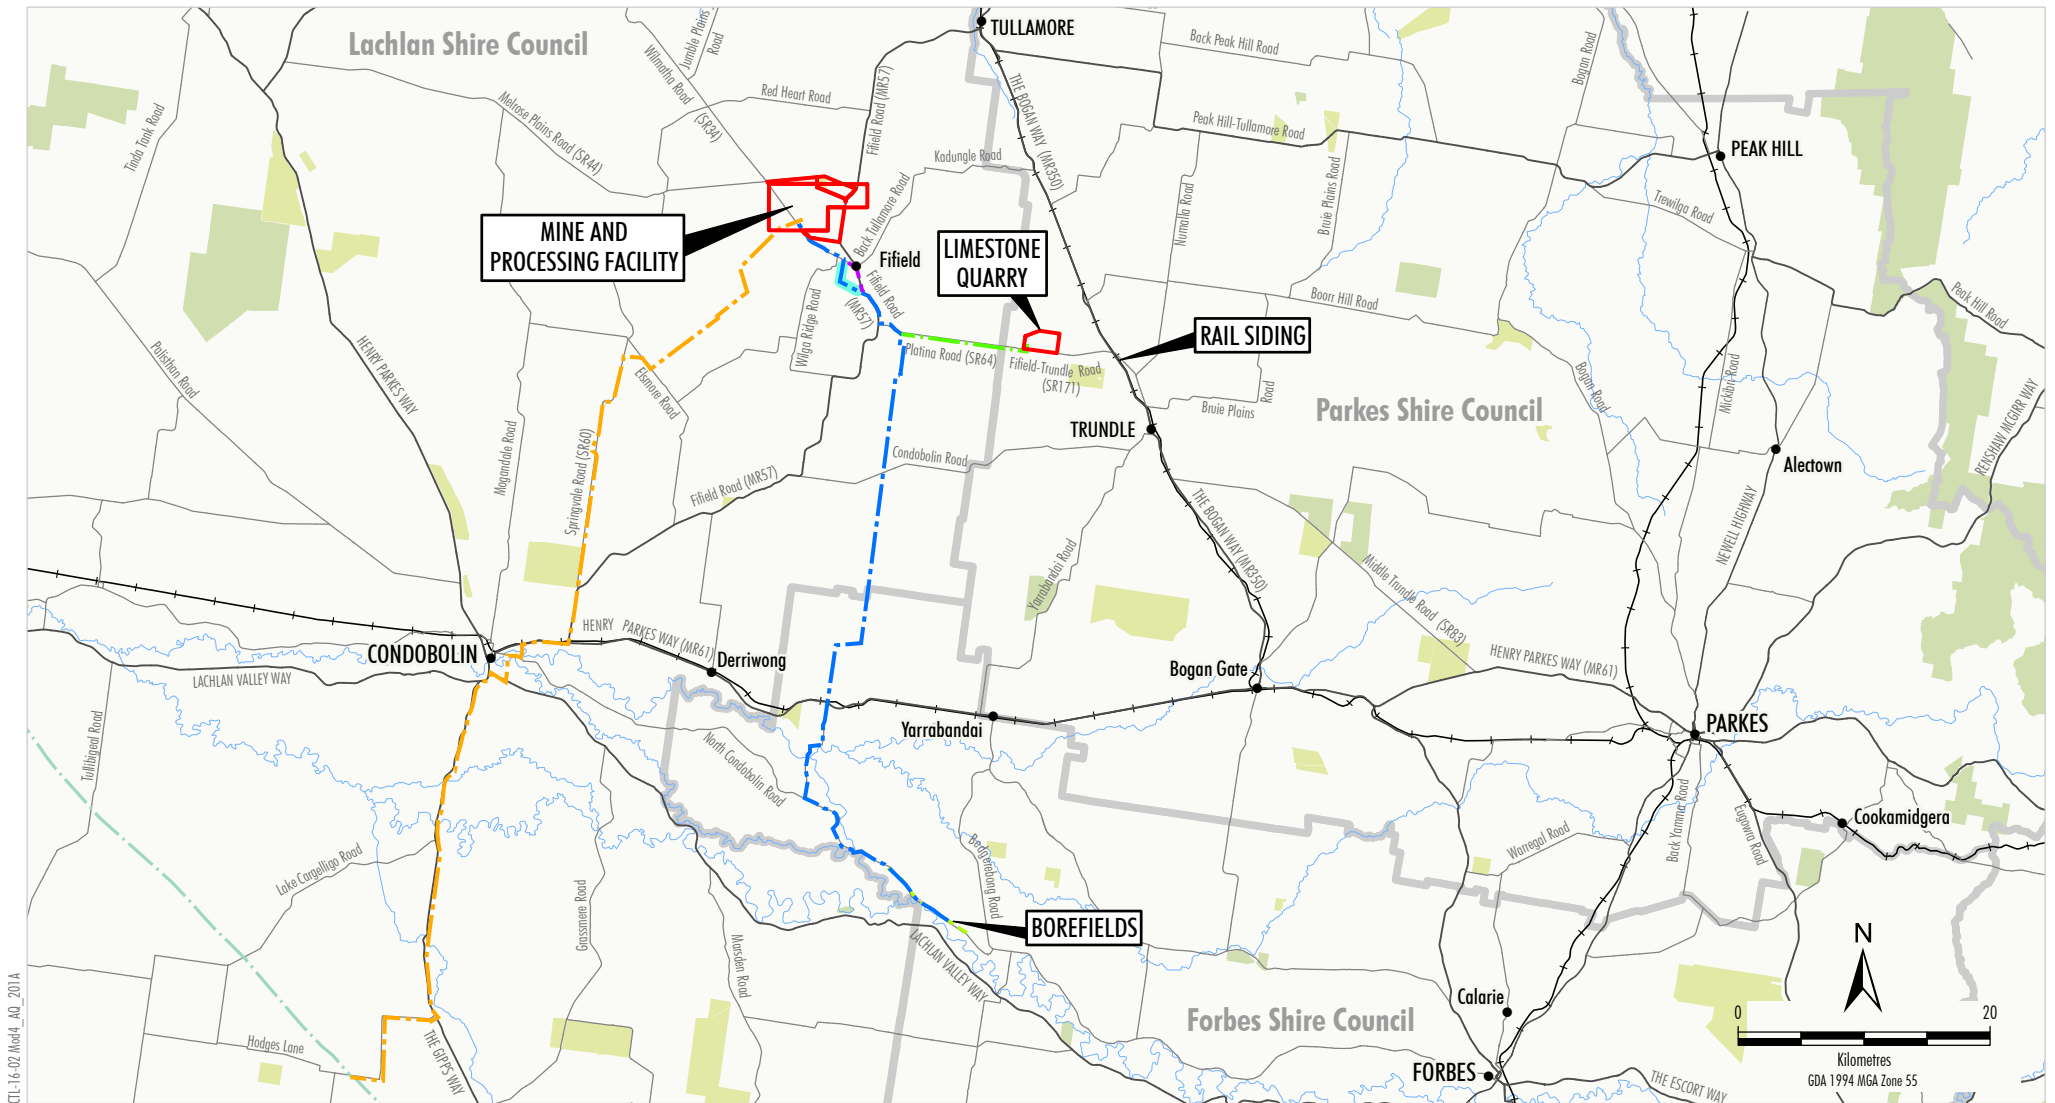 Lachlan Shire Council
TULLAMORE
Jumble Plains
Road
Wilmatha Road
(SR34)
Back Peak Hill Road
Bogan Road
Melrose Plains Road (SR44)
Red Heart Road
Fifield Road (MR57)
THE BOGAN WAY (MR350)
Tinda Tank Road
Peak Hill-Tullamore Road
PEAK HILL
Kadungle Road
Back Tullamore Road
Numalla Road
Bruie Plains Road
Trewilga Road
MINE AND
PROCESSING FACILITY
LIMESTONE
QUARRY
Fifield
Fifield Road
(MR57)
Wilga Ridge Road
Boorr Hill Road
Peak Hill Road
RAIL SIDING
HENRY PARKES WAY
Palisthan Road
Elsmore Road
Platina Road (SR64)
Fifield-Trundle Road
(SR171)
Bruie Plains
Road
Bogan Road
Mickibri Road
RENSHAW MCGIRR WAY
Parkes Shire Council
TRUNDLE
Mogandale Road
Springvale Road (SR60)
Condobolin Road
Fifield Road (MR57)
Alectown
NEWELL HIGHWAY
THE BOGAN WAY (MR350)
Yarrabandai Road
Middle Trundle Road (SR83)
HENRY PARKES WAY (MR61)
CONDOBOLIN
Derriwong
Bogan Gate
HENRY PARKES WAY (MR61)
LACHLAN VALLEY WAY
Yarrabandai
PARKES
Tullibigeal Road
North Condobolin Road
Back Yamma Road
Eugowra Road
Cookamidgera
Lake Cargelligo Road
Bedgerebong Road
Warregal Road
Grassmere Road
Marsden Road
BOREFIELDS
LACHLAN VALLEY WAY
N
Calarie
Forbes Shire Council
0 20
Kilometres
GDA 1994 MGA Zone 55
Hodges Lane
THE GIPPS WAY
FORBES
THE ESCORT WAY
CTL-16-02 Mod4_AQ_201A